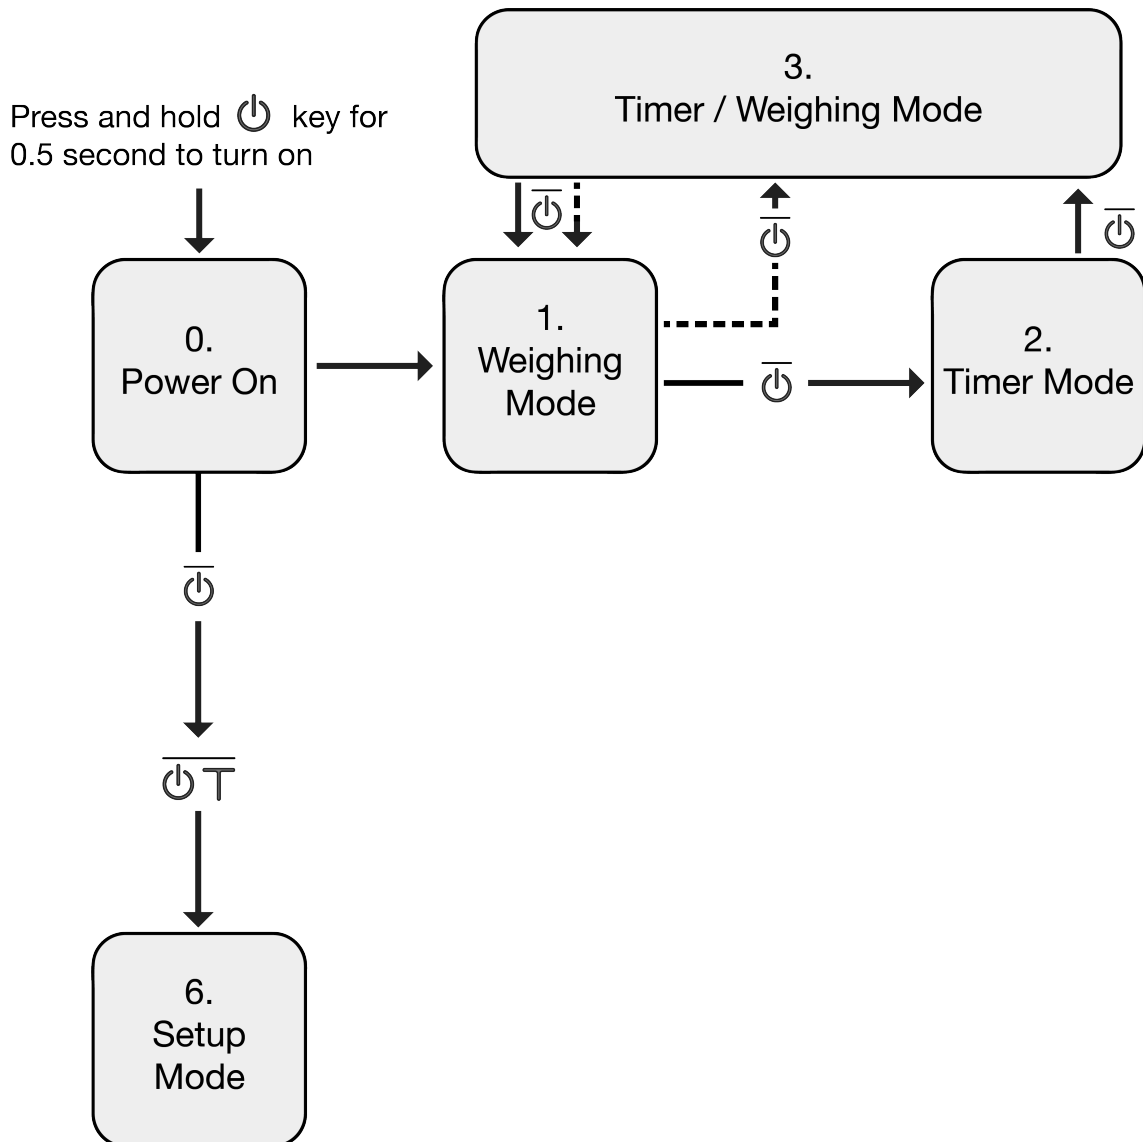 3.
Timer / Weighing Mode
Press and hold ⏻ key for
0.5 second to turn on
0.
Power On
1.
Weighing
Mode
2.
Timer Mode
T
6.
Setup
Mode